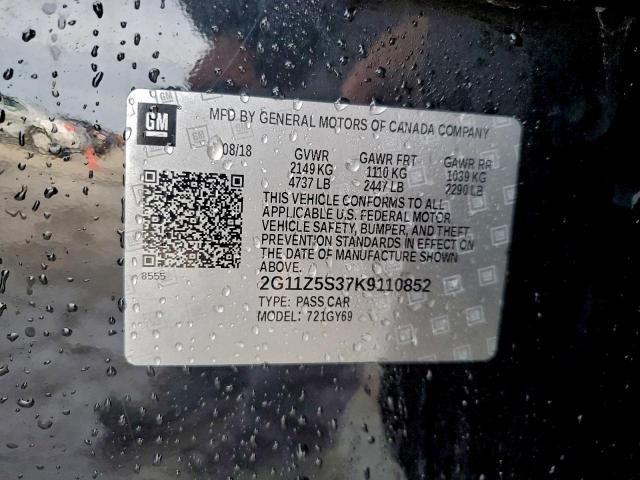 GM
MFD BY GENERAL MOTORS OF CANADA COMPANY
08/18 GVWR GAWR FRT GAWR RR
2149 KG 1110 KG 1039 KG
4737 LB 2447 LB 2290 LB
THIS VEHICLE CONFORMS TO ALL
APPLICABLE U.S. FEDERAL MOTOR
VEHICLE SAFETY, BUMPER, AND THEFT
PREVENTION STANDARDS IN EFFECT ON
THE DATE OF MANUFACTURE SHOWN
ABOVE.
8555
2G11Z5S37K9110852
TYPE: PASS CAR
MODEL: 721GY69